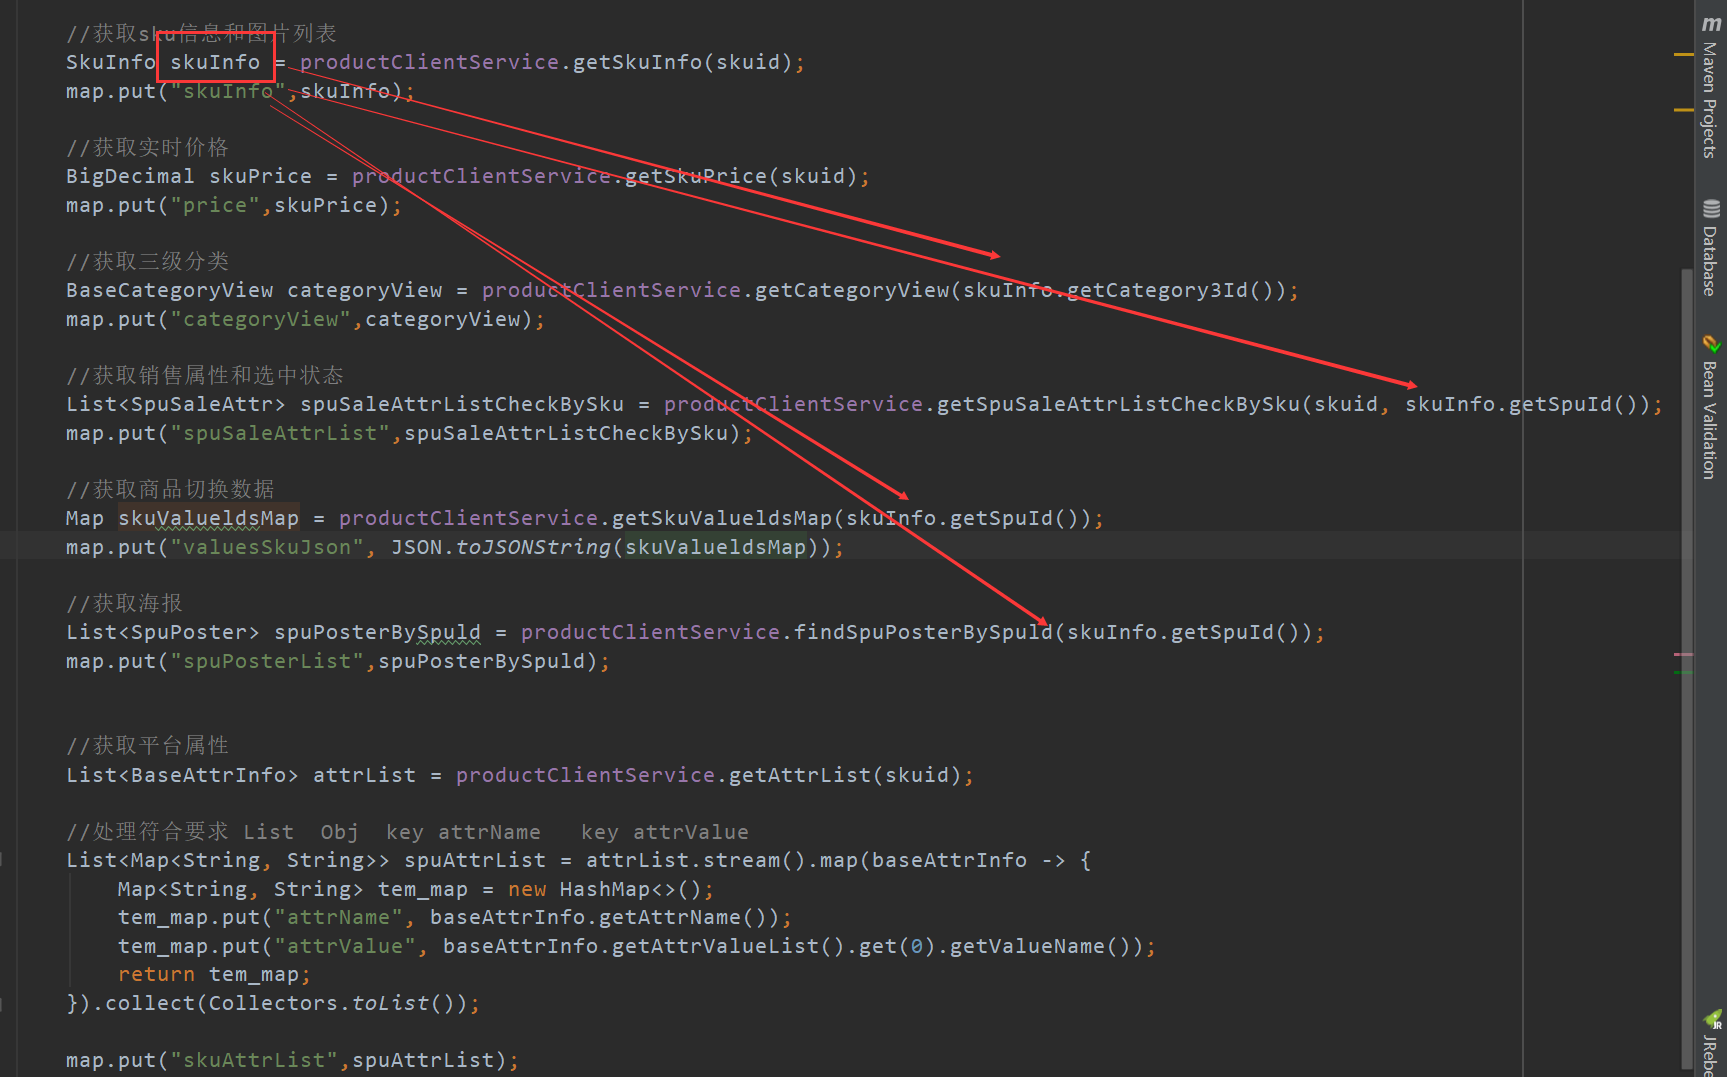 //获取sku信息和图片列表
SkuInfo skuInfo = productClientService.getSkuInfo(skuid);
map.put("skuInfo",skuInfo);
//获取实时价格
BigDecimal skuPrice = productClientService.getSkuPrice(skuid);
map.put("price",skuPrice);
//获取三级分类
BaseCategoryView categoryView = productClientService.getCategoryView(skuInfo.getCategory3Id());
map.put("categoryView",categoryView);
//获取销售属性和选中状态
List<SpuSaleAttr> spuSaleAttrListCheckBySku = productClientService.getSpuSaleAttrListCheckBySku(skuid, skuInfo.getSpuId());
map.put("spuSaleAttrList",spuSaleAttrListCheckBySku);
//获取商品切换数据
Map skuValueldsMap = productClientService.getSkuValueldsMap(skuInfo.getSpuId());
map.put("valuesSkuJson", JSON.toJSONString(skuValueldsMap));
//获取海报
List<SpuPoster> spuPosterBySpuld = productClientService.findSpuPosterBySpuld(skuInfo.getSpuId());
map.put("spuPosterList",spuPosterBySpuld);
//获取平台属性
List<BaseAttrInfo> attrList = productClientService.getAttrList(skuid);
//处理符合要求 List  Obj  key attrName   key attrValue
List<Map<String, String>> spuAttrList = attrList.stream().map(baseAttrInfo -> {
Map<String, String> tem_map = new HashMap<>();
tem_map.put("attrName", baseAttrInfo.getAttrName());
tem_map.put("attrValue", baseAttrInfo.getAttrValueList().get(0).getValueName());
return tem_map;
}).collect(Collectors.toList());
map.put("skuAttrList",spuAttrList);
m Maven Projects
Database
Bean Validation
JR JRebe